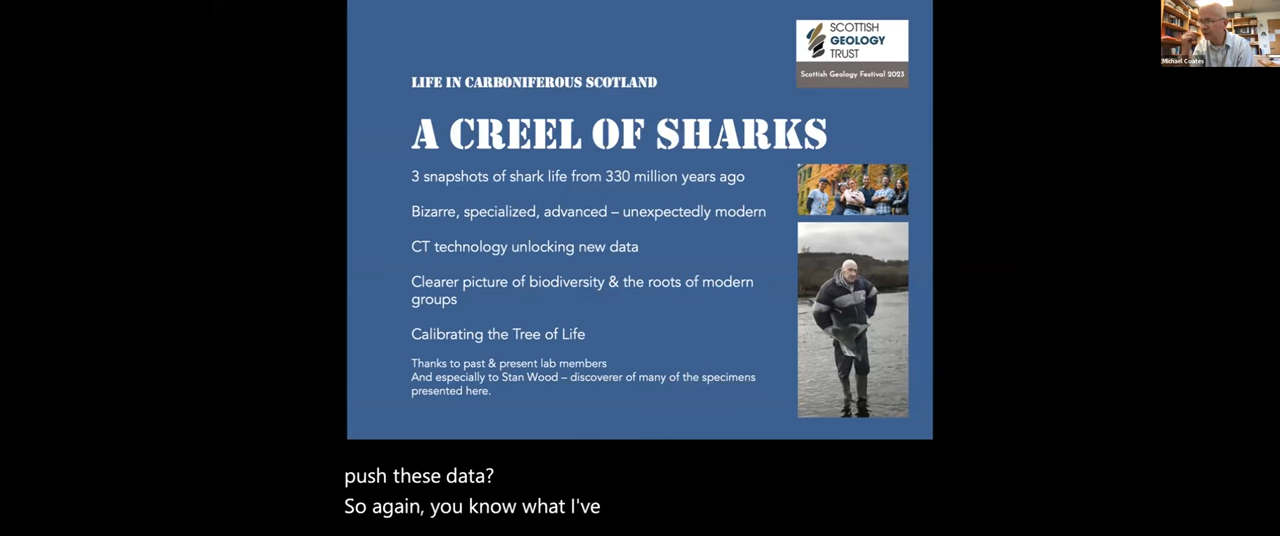 SCOTTISH
GEOLOGY
TRUST
Scottish Geology Festival 2023
Michael Coates
LIFE IN CARBONIFEROUS SCOTLAND
A CREEL OF SHARKS
3 snapshots of shark life from 330 million years ago
Bizarre, specialized, advanced – unexpectedly modern
CT technology unlocking new data
Clearer picture of biodiversity & the roots of modern
groups
Calibrating the Tree of Life
Thanks to past & present lab members
And especially to Stan Wood – discoverer of many of the specimens
presented here.
push these data?
So again, you know what I've